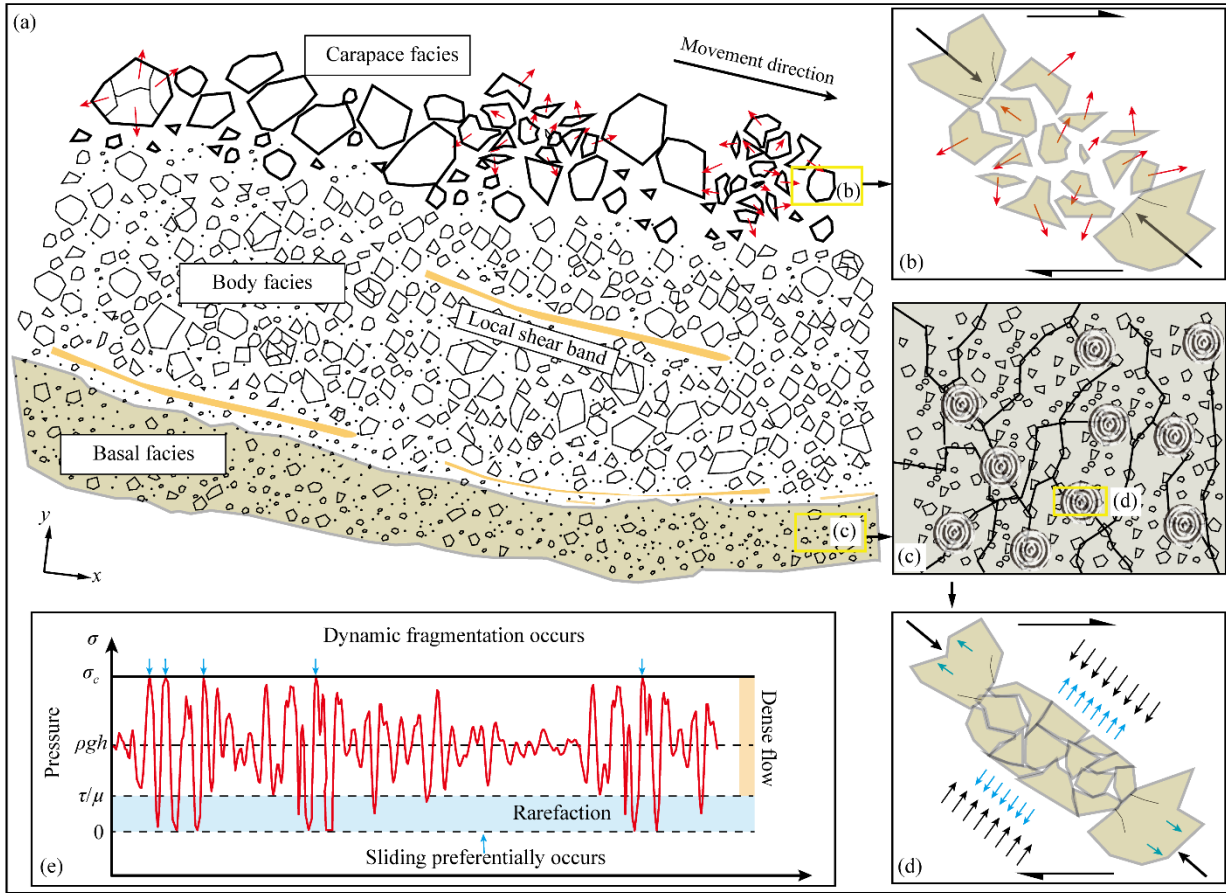 (a)
Carapace facies
Movement direction
(b)
Body facies
Local shear band
Basal facies
(c)
y
x
(b)
(d)
(c)
σ
Dynamic fragmentation occurs
σc
Pressure
ρgh
Dense flow
τ/μ
Rarefaction
0
Sliding preferentially occurs
(e)
(d)